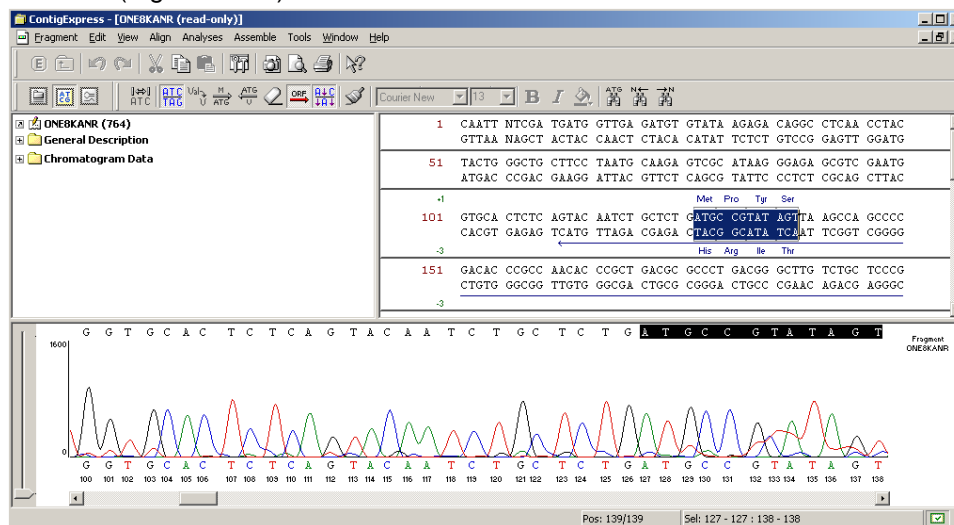 ContigExpress - [ONE8KANR (read-only)]
Fragment Edit View Align Analyses Assemble Tools Window Help
Courier New 13 B I
ONE8KANR (764)
General Description
Chromatogram Data
1 CAATT NTCGA TGATG GTTGA GATGT GTATA AGAGA CAGGC CTCAA CCTAC
GTTAA NAGCT ACTAC CAACT CTACA CATAT TCTCT GTCCG GAGTT GGATG
51 TACTG GGCTG CTTCC TAATG CAAGA GTCGC ATAAG GGAGA GCGTC GAATG
ATGAC CCGAC GAAGG ATTAC GTTCT CAGCG TATTC CCTCT CGCAG CTTAC
+1 Met Pro Tyr Ser
101 GTGCA CTCTC AGTAC AATCT GCTCT GATGC CGTAT AGTTA AGCCA GCCCC
CACGT GAGAG TCATG TTAGA CGAGA CTACG GCATA TCAAT TCGGT CGGGG
-3 His Arg Ile Thr
151 GACAC CCGCC AACAC CCGCT GACGC GCCCT GACGG GCTTG TCTGC TCCCG
CTGTG GGCGG TTGTG GGCGA CTGCG CGGGA CTGCC CGAAC AGACG AGGGC
-3
G G T G C A C T C T C A G T A C A A T C T G C T C T G A T G C C G T A T A G T
1600
Fragment
ONE8KANR
0
G G T G C A C T C T C A G T A C A A T C T G C T C T G A T G C C G T A T A G T
100 101 102 103 104 105 106 107 108 109 110 111 112 113 114 115 116 117 118 119 120 121 122 123 124 125 126 127 128 129 130 131 132 133 134 135 136 137 138
Pos: 139/139 Sel: 127 - 127 : 138 - 138